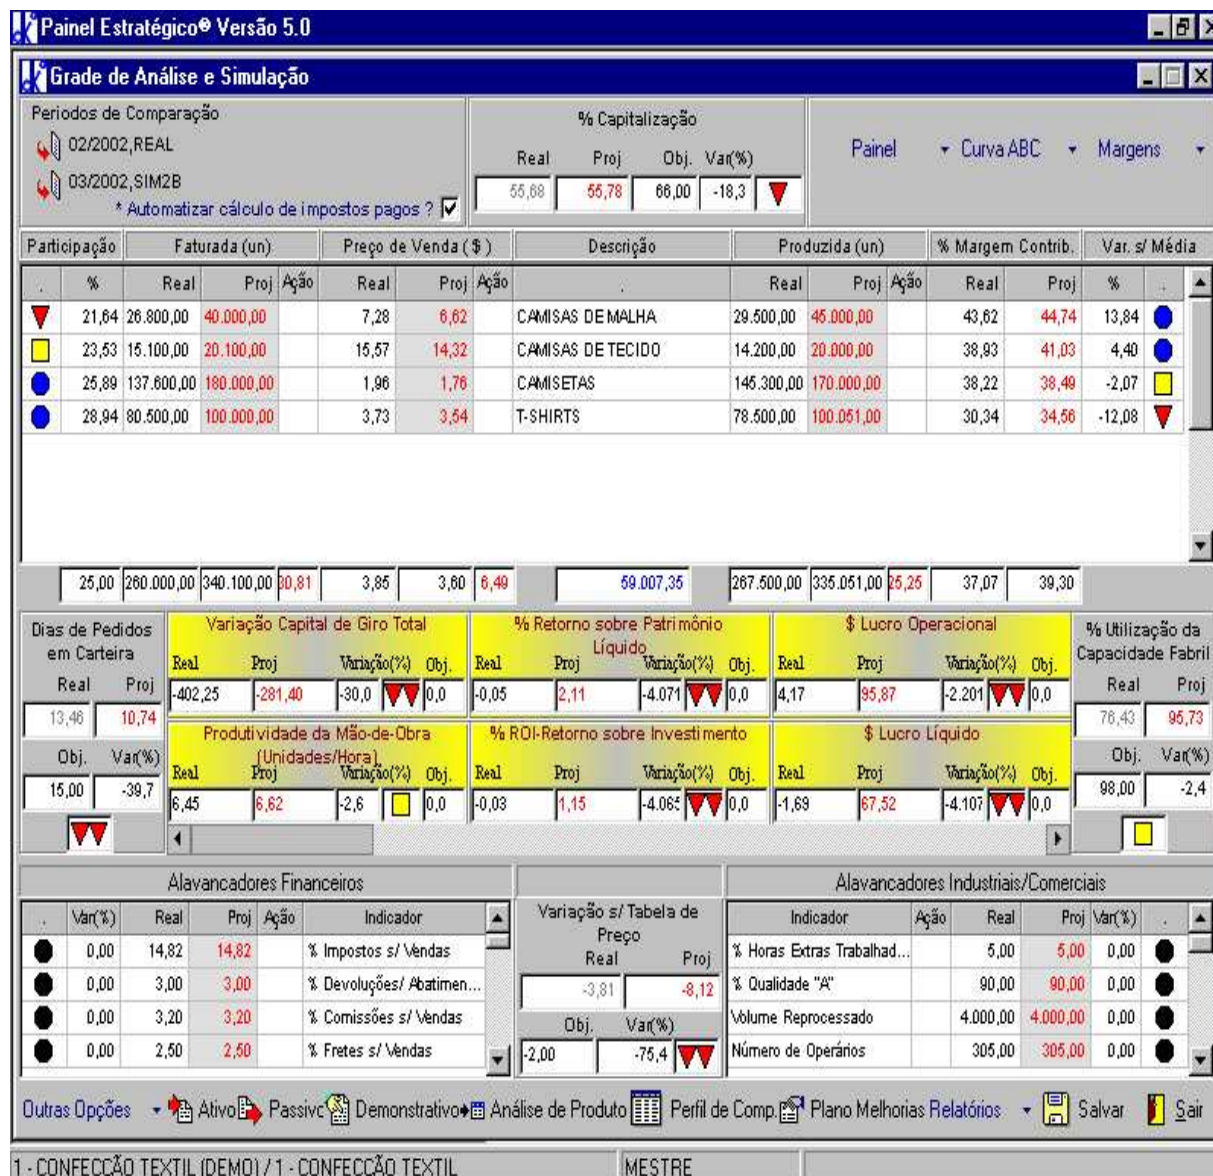 Painel Estratégico® Versão 5.0
Grade de Análise e Simulação
Periodos de Comparação
02/2002,REAL
03/2002,SIM2B
* Automatizar cálculo de impostos pagos ?
% Capitalização
Real Proj Obj. Var(%)
55,68 55,78 66,00 -18,3
Painel Curva ABC Margens
Participação Faturada (un) Preço de Venda ( $ ) Descrição Produzida (un) % Margem Contrib. Var. s/ Média
. % Real Proj Ação Real Proj Ação . Real Proj Ação Real Proj % .
21,64 26.800,00 40.000,00 7,28 6,62 CAMISAS DE MALHA 29.500,00 45.000,00 43,62 44,74 13,84
23,53 15.100,00 20.100,00 15,57 14,32 CAMISAS DE TECIDO 14.200,00 20.000,00 38,93 41,03 4,40
25,89 137.600,00 180.000,00 1,96 1,76 CAMISETAS 145.300,00 170.000,00 38,22 38,49 -2,07
28,94 80.500,00 100.000,00 3,73 3,54 T-SHIRTS 78.500,00 100.051,00 30,34 34,56 -12,08
25,00 260.000,00 340.100,00 30,81 3,85 3,60 6,49 59.007,35 267.500,00 335.051,00 25,25 37,07 39,30
Dias de Pedidos
em Carteira
Real Proj
13,46 10,74
Obj. Var(%)
15,00 -39,7
Variação Capital de Giro Total
Real Proj Variação(%) Obj.
-402,25 -281,40 -30,0 0,0
% Retorno sobre Patrimônio
Líquido
Real Proj Variação(%) Obj.
-0,05 2,11 -4.071 0,0
$ Lucro Operacional
Real Proj Variação(%) Obj.
4,17 95,87 -2.201 0,0
Produtividade da Mão-de-Obra
(Unidades/Hora)
Real Proj Variação(%) Obj.
6,45 6,62 -2,6 0,0
% ROI-Retorno sobre Investimento
Real Proj Variação(%) Obj.
-0,03 1,15 -4.065 0,0
$ Lucro Líquido
Real Proj Variação(%) Obj.
-1,69 67,52 -4.107 0,0
% Utilização da
Capacidade Fabril
Real Proj
76,43 95,73
Obj. Var(%)
98,00 -2,4
Alavancadores Financeiros
. Var(%) Real Proj Ação Indicador
0,00 14,82 14,82 % Impostos s/ Vendas
0,00 3,00 3,00 % Devoluções/ Abatimen...
0,00 3,20 3,20 % Comissões s/ Vendas
0,00 2,50 2,50 % Fretes s/ Vendas
Variação s/ Tabela de
Preço
Real Proj
-3,81 -8,12
Obj. Var(%)
-2,00 -75,4
Alavancadores Industriais/Comerciais
Indicador Ação Real Proj Var(%) .
% Horas Extras Trabalhad... 5,00 5,00 0,00
% Qualidade "A" 90,00 90,00 0,00
Volume Reprocessado 4.000,00 4.000,00 0,00
Número de Operários 305,00 305,00 0,00
Outras Opções Ativo Passivo Demonstrativo Análise de Produto Perfil de Comp. Plano Melhorias Relatórios Salvar Sair
1 - CONFECÇÃO TEXTIL (DEMO) / 1 - CONFECÇÃO TEXTIL MESTRE